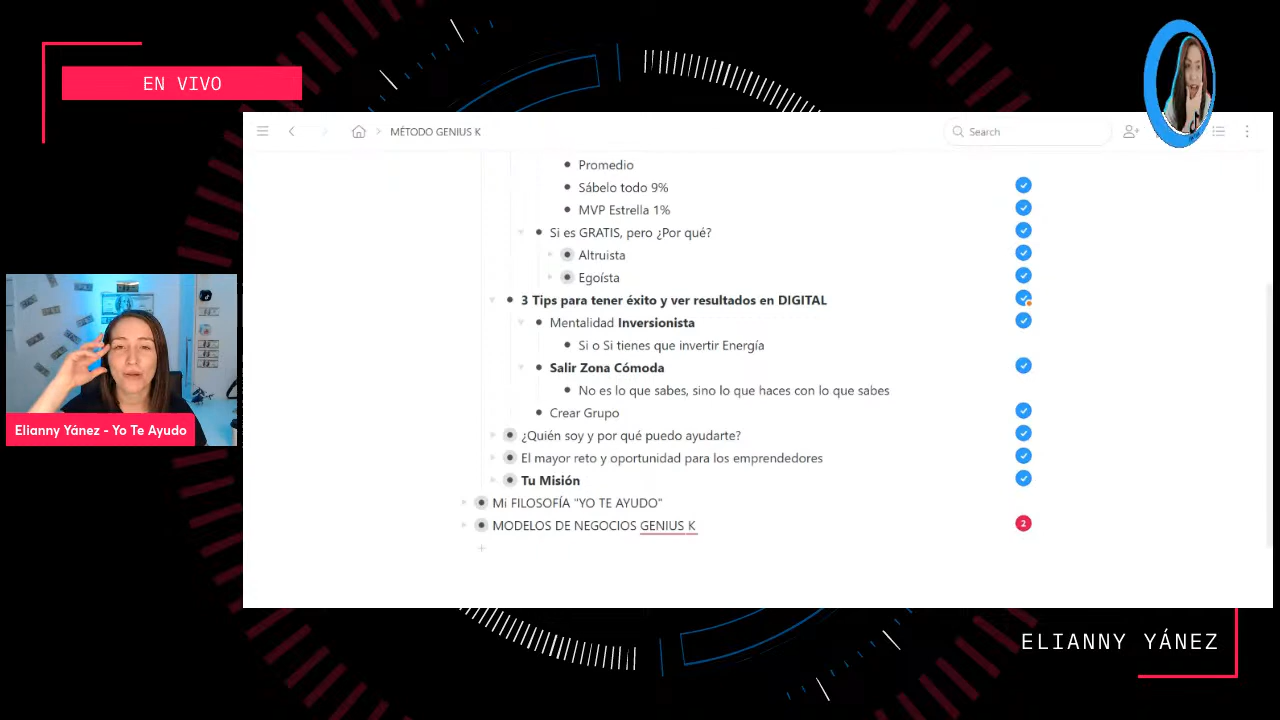 EN VIVO
MÉTODO GENIUS K
Search
Promedio
Sábelo todo 9%
MVP Estrella 1%
Si es GRATIS, pero ¿Por qué?
Altruista
Egoísta
3 Tips para tener éxito y ver resultados en DIGITAL
Mentalidad Inversionista
Si o Si tienes que invertir Energía
Salir Zona Cómoda
No es lo que sabes, sino lo que haces con lo que sabes
Crear Grupo
¿Quién soy y por qué puedo ayudarte?
El mayor reto y oportunidad para los emprendedores
Tu Misión
Mi FILOSOFÍA "YO TE AYUDO"
MODELOS DE NEGOCIOS GENIUS K
2
Elianny Yánez - Yo Te Ayudo
ELIANNY YÁNEZ